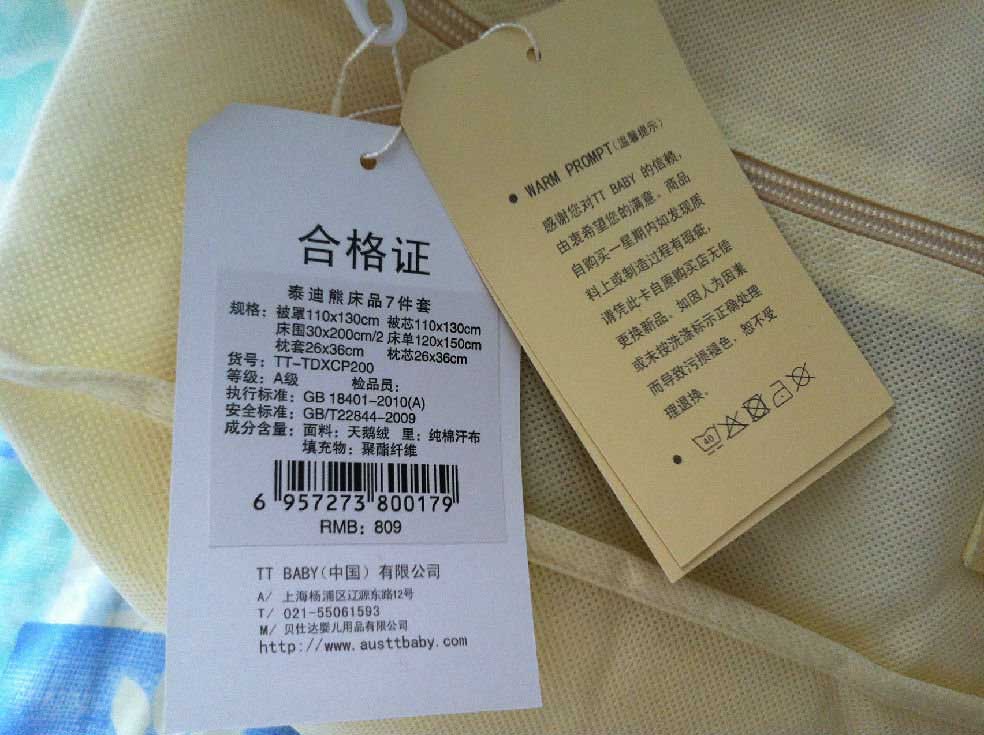 合格证
泰迪熊床品7件套
规格：被罩110x130cm 被芯110x130cm
床围30x200cm/2 床单120x150cm
枕套26x36cm 枕芯26x36cm
货号：TT-TDXCP200
等级：A级 检品员：
执行标准：GB 18401-2010(A)
安全标准：GB/T22844-2009
成分含量：面料：天鹅绒 里：纯棉汗布
填充物：聚酯纤维
6 957273 800179
RMB：809
TT BABY(中国) 有限公司
A/ 上海杨浦区辽源东路12号
T/ 021-55061593
M/ 贝仕达婴儿用品有限公司
http://www.austtbaby.com
• WARM PROMPT(温馨提示)
感谢您对TT BABY 的信赖，
由衷希望您的满意。商品
自购买一星期内如发现质
料上或制造过程有瑕疵，
请凭此卡自原购买店无偿
更换新品。如因人为因素
或未按洗涤标示正确处理
而导致污损褪色，恕不受
理退换。
40